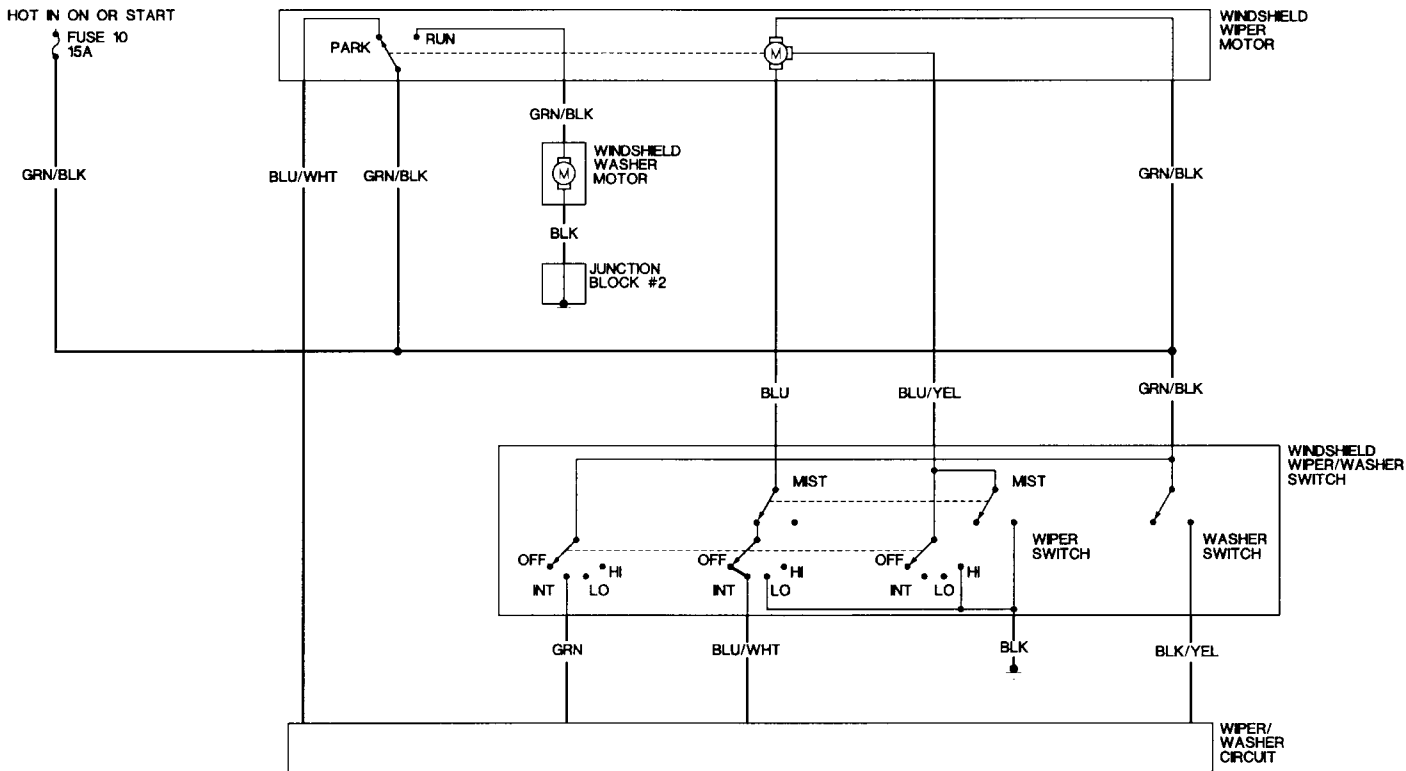 HOT IN ON OR START
FUSE 10
15A
PARK
RUN
M
WINDSHIELD
WIPER
MOTOR
GRN/BLK
BLU/WHT
GRN/BLK
GRN/BLK
WINDSHIELD
WASHER
MOTOR
M
BLK
JUNCTION
BLOCK #2
GRN/BLK
BLU
BLU/YEL
GRN/BLK
WINDSHIELD
WIPER/WASHER
SWITCH
MIST
MIST
WIPER
SWITCH
WASHER
SWITCH
OFF
INT
LO
HI
OFF
INT
LO
HI
OFF
INT
LO
HI
GRN
BLU/WHT
BLK
BLK/YEL
WIPER/
WASHER
CIRCUIT